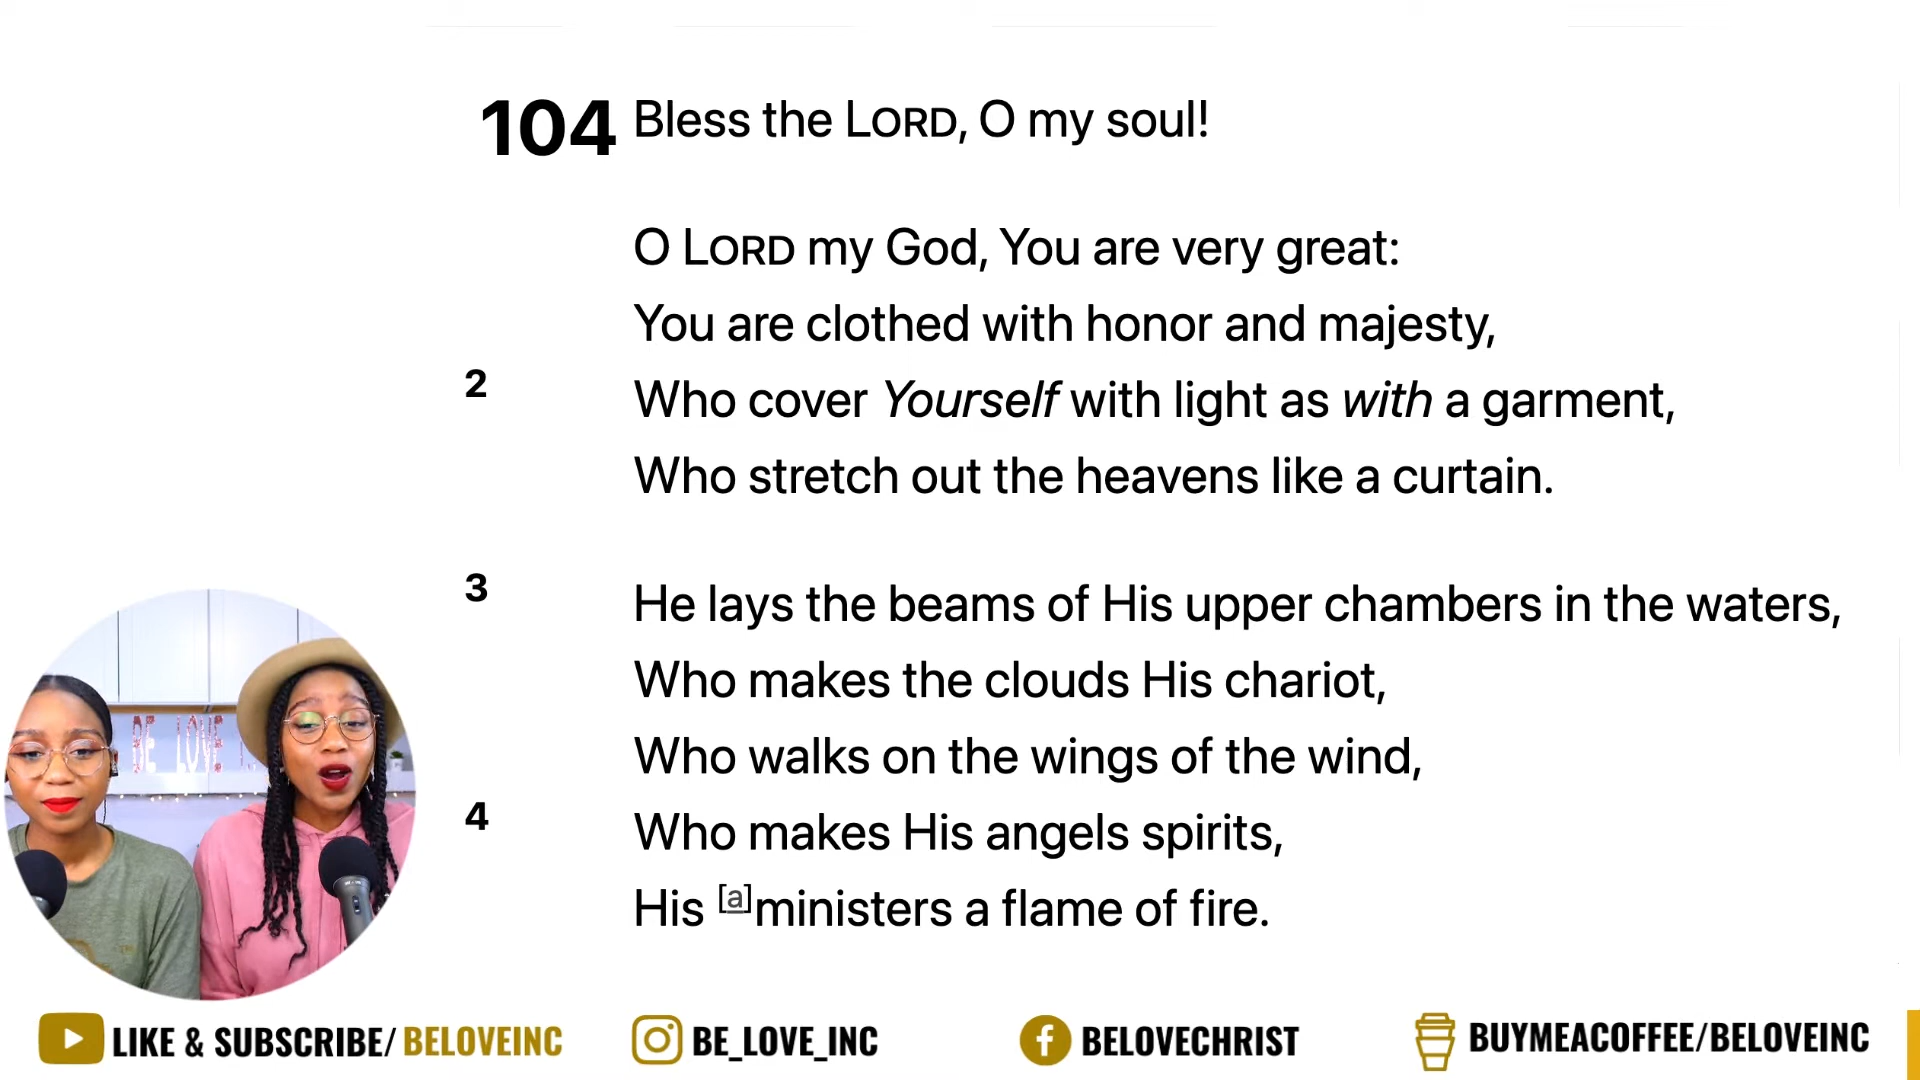 104 Bless the LORD, O my soul!
O LORD my God, You are very great:
You are clothed with honor and majesty,
2 Who cover Yourself with light as with a garment,
Who stretch out the heavens like a curtain.
3 He lays the beams of His upper chambers in the waters,
Who makes the clouds His chariot,
Who walks on the wings of the wind,
4 Who makes His angels spirits,
His [a]ministers a flame of fire.
BE LOVE
LIKE & SUBSCRIBE/ BELOVEINC
BE_LOVE_INC
BELOVECHRIST
BUYMEACOFFEE/BELOVEINC